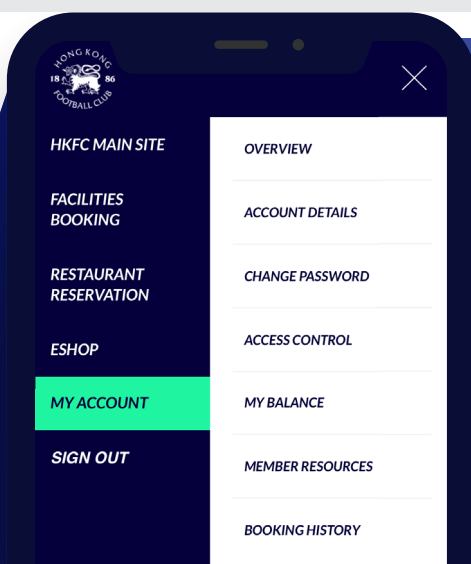 HONG KONG
18 86
FOOTBALL CLUB
HKFC MAIN SITE
FACILITIES
BOOKING
RESTAURANT
RESERVATION
ESHOP
MY ACCOUNT
SIGN OUT
OVERVIEW
ACCOUNT DETAILS
CHANGE PASSWORD
ACCESS CONTROL
MY BALANCE
MEMBER RESOURCES
BOOKING HISTORY